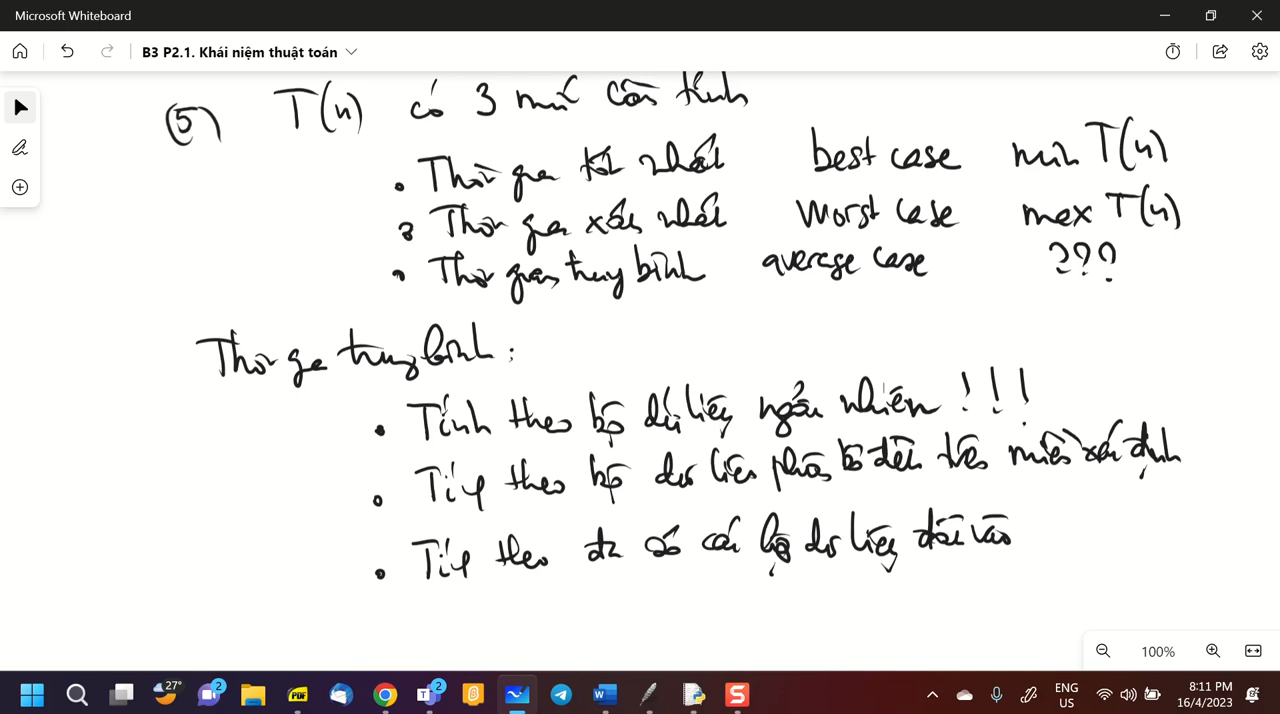 Microsoft Whiteboard
B3 P2.1. Khái niệm thuật toán
(5) T(n) có 3 mức cần tính
• Thời gian tốt nhất best case min T(n)
• Thời gian xấu nhất worst case max T(n)
• Thời gian trung bình average case ???
Thời gian trung bình:
• Tính theo bộ dữ liệu ngẫu nhiên !!!
• Tính theo bộ dữ liệu phân bố đều trên miền xác định
• Tính theo đa số các bộ dữ liệu đầu vào
100%
27°
2
PDF
2
ENG
US
8:11 PM
16/4/2023